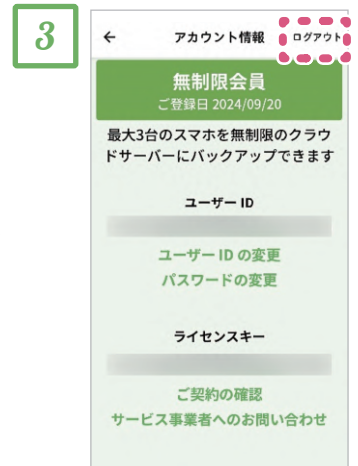 3
← アカウント情報 ログアウト
無制限会員
ご登録日 2024/09/20
最大3台のスマホを無制限のクラウ
ドサーバーにバックアップできます
ユーザー ID
ユーザー ID の変更
パスワードの変更
ライセンスキー
ご契約の確認
サービス事業者へのお問い合わせ